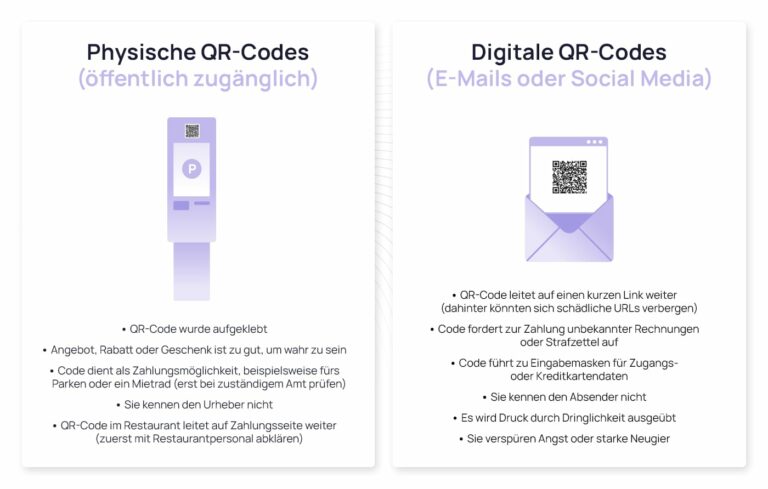 Physische QR-Codes
(öffentlich zugänglich)
P
• QR-Code wurde aufgeklebt
• Angebot, Rabatt oder Geschenk ist zu gut, um wahr zu sein
• Code dient als Zahlungsmöglichkeit, beispielsweise fürs
Parken oder ein Mietrad (erst bei zuständigem Amt prüfen)
• Sie kennen den Urheber nicht
• QR-Code im Restaurant leitet auf Zahlungsseite weiter
(zuerst mit Restaurantpersonal abklären)
Digitale QR-Codes
(E-Mails oder Social Media)
• QR-Code leitet auf einen kurzen Link weiter
(dahinter könnten sich schädliche URLs verbergen)
• Code fordert zur Zahlung unbekannter Rechnungen
oder Strafzettel auf
• Code führt zu Eingabemasken für Zugangs-
oder Kreditkartendaten
• Sie kennen den Absender nicht
• Es wird Druck durch Dringlichkeit ausgeübt
• Sie verspüren Angst oder starke Neugier